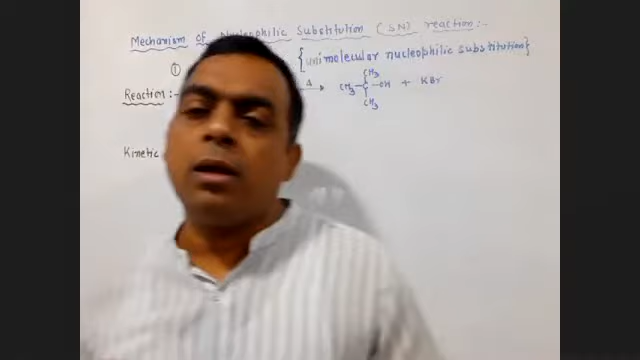 Mechanism of Nucleophilic Substitution (SN) reaction :-
① {unimolecular nucleophilic substitution}
CH3
Reaction :- Δ → CH3-C-OH + KBr
CH3
Kinetic